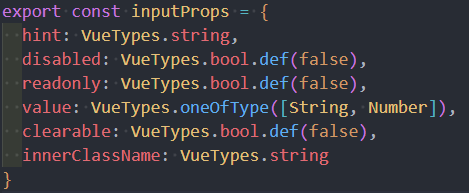 export const inputProps = {
  hint: VueTypes.string,
  disabled: VueTypes.bool.def(false),
  readonly: VueTypes.bool.def(false),
  value: VueTypes.oneOfType([String, Number]),
  clearable: VueTypes.bool.def(false),
  innerClassName: VueTypes.string
}